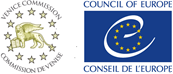 VENICE COMMISSION
COMMISSION DE VENISE
COUNCIL OF EUROPE
CONSEIL DE L'EUROPE